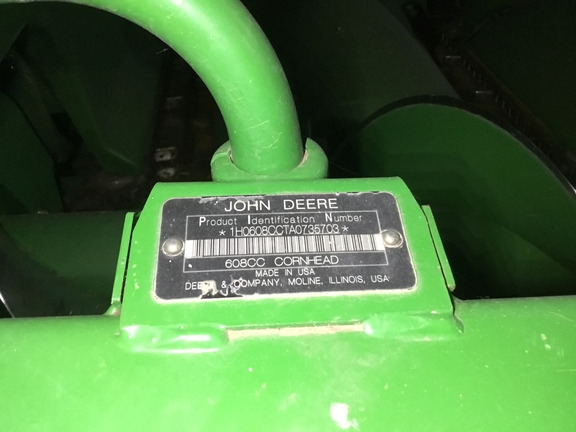 JOHN DEERE
Product Identification Number
*1H0608CCTA0735703*
608CC CORNHEAD
MADE IN USA
DEERE & COMPANY, MOLINE, ILLINOIS, USA